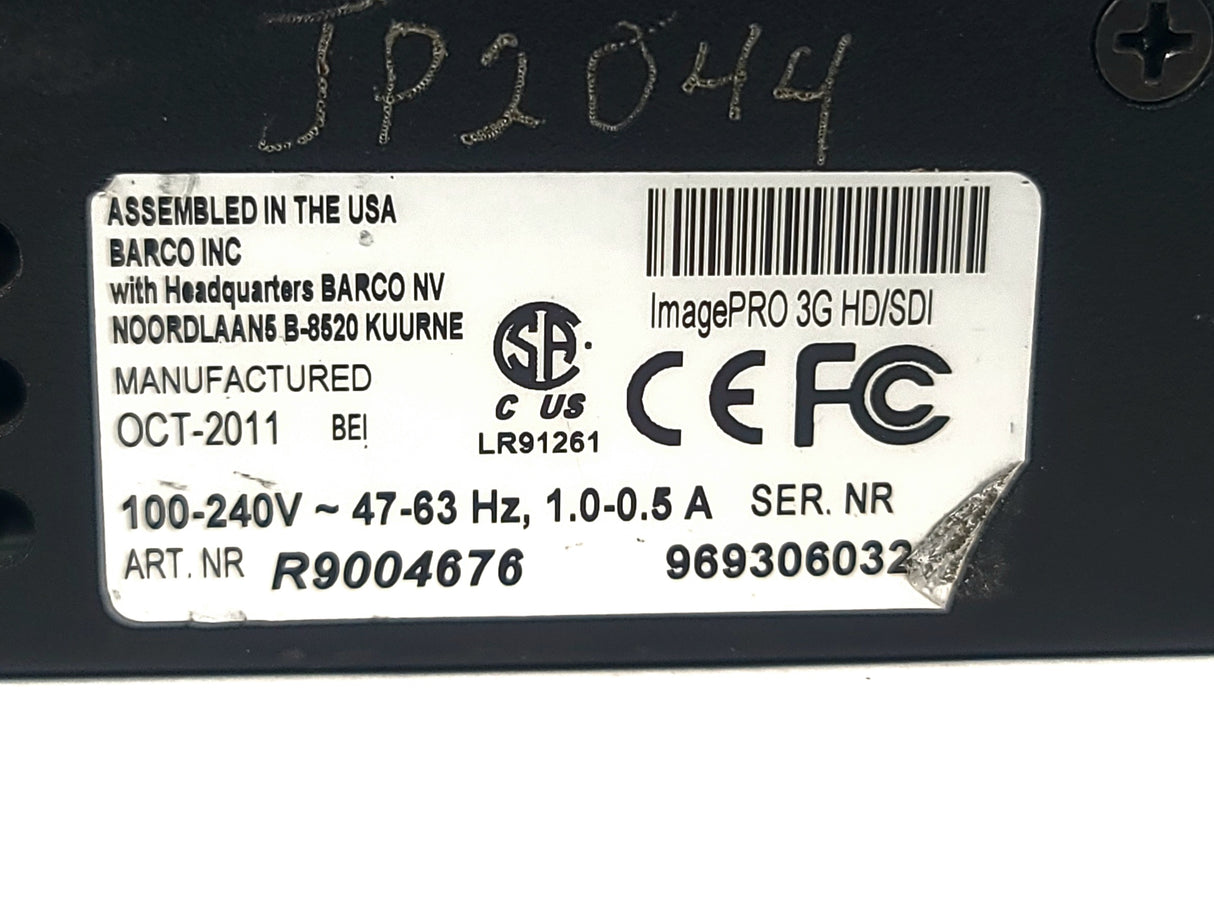 JP2044
ASSEMBLED IN THE USA
BARCO INC
with Headquarters BARCO NV
NOORDLAAN5 B-8520 KUURNE
MANUFACTURED
OCT-2011 BEI
SA
C US
LR91261
ImagePRO 3G HD/SDI
CE FC
100-240V ~ 47-63 Hz, 1.0-0.5 A SER. NR
ART. NR R9004676 969306032